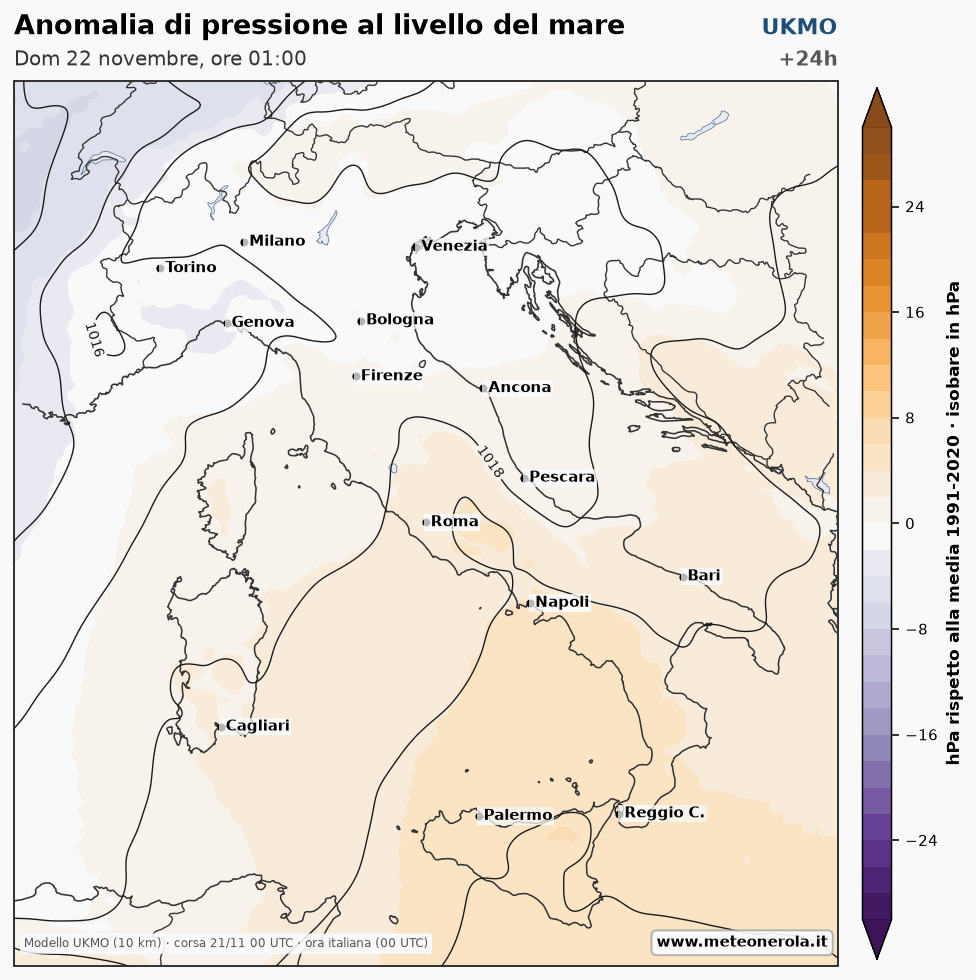 Anomalia di pressione al livello del mare
UKMO
Dom 22 novembre, ore 01:00
+24h
Milano
Venezia
Torino
Genova
Bologna
1016
Firenze
Ancona
1018
Pescara
Roma
Bari
Napoli
Cagliari
Palermo
Reggio C.
24
16
8
0
−8
−16
−24
hPa rispetto alla media 1991-2020 · isobare in hPa
Modello UKMO (10 km) · corsa 21/11 00 UTC · ora italiana (00 UTC)
www.meteonerola.it